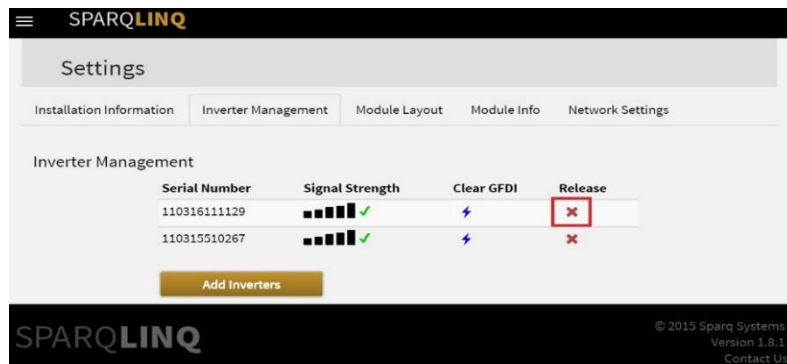 SPARQLINQ
Settings
Installation Information Inverter Management Module Layout Module Info Network Settings
Inverter Management
Serial Number Signal Strength Clear GFDI Release
110316111129
110315510267
Add Inverters
SPARQLINQ
© 2015 Sparq Systems
Version 1.8.1
Contact Us